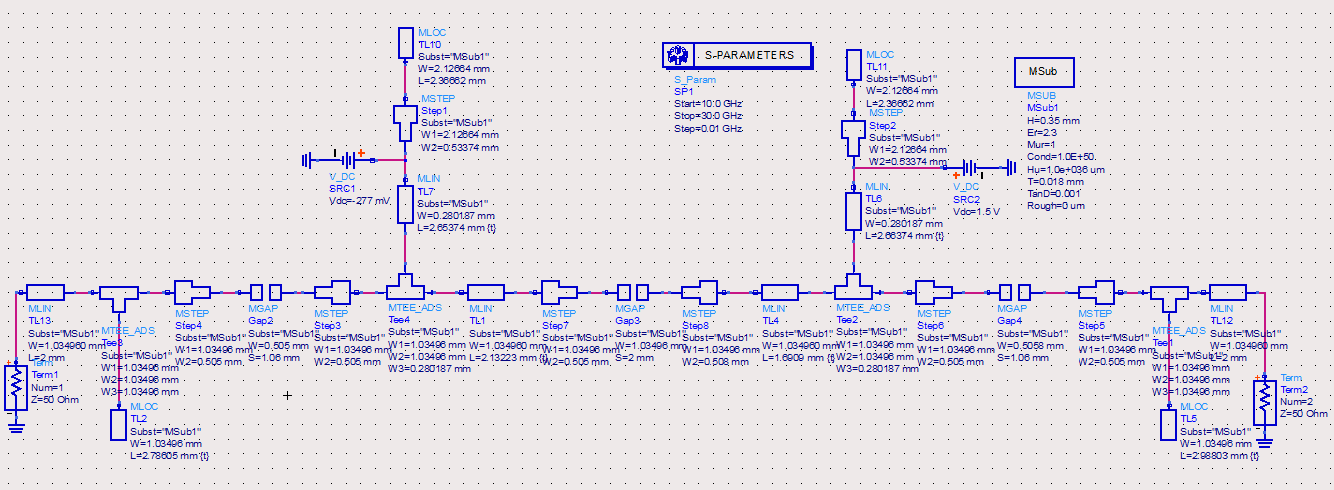 MLOC
TL10
Subst="MSub1"
W=2.12664 mm
L=2.36662 mm
MSTEP
Step1
Subst="MSub1"
W1=2.12664 mm
W2=0.53374 mm
V_DC
SRC1
Vdc=-277 mV
MLIN
TL7
Subst="MSub1"
W=0.280187 mm
L=2.65374 mm {t}
S-PARAMETERS
S_Param
SP1
Start=10.0 GHz
Stop=30.0 GHz
Step=0.01 GHz
MLOC
TL11
Subst="MSub1"
W=2.12664 mm
L=2.36662 mm
MSTEP
Step2
Subst="MSub1"
W1=2.12664 mm
W2=0.53374 mm
MLIN
TL6
Subst="MSub1"
W=0.280187 mm
L=2.66374 mm {t}
V_DC
SRC2
Vdc=1.5 V
MSub
MSUB
MSub1
H=0.35 mm
Er=2.3
Mur=1
Cond=1.0E+50
Hu=1.0e+036 um
T=0.018 mm
TanD=0.001
Rough=0 um
MLIN
TL13
Subst="MSub1"
W=1.034960 mm
L=2 mm
MTEE_ADS
Tee3
Subst="MSub1"
W1=1.03496 mm
W2=1.03496 mm
W3=1.03496 mm
MSTEP
Step4
Subst="MSub1"
W1=1.03496 mm
W2=0.505 mm
MGAP
Gap2
Subst="MSub1"
W=0.505 mm
S=1.06 mm
MSTEP
Step3
Subst="MSub1"
W1=1.03496 mm
W2=0.505 mm
MTEE_ADS
Tee4
Subst="MSub1"
W1=1.03496 mm
W2=1.03496 mm
W3=0.280187 mm
MLIN
TL1
Subst="MSub1"
W=1.034960 mm
L=2.13223 mm {t}
MSTEP
Step7
Subst="MSub1"
W1=1.03496 mm
W2=0.505 mm
MGAP
Gap3
Subst="MSub1"
W=1.03496 mm
S=2 mm
MSTEP
Step8
Subst="MSub1"
W1=1.03496 mm
W2=0.508 mm
MLIN
TL4
Subst="MSub1"
W=1.034960 mm
L=1.6909 mm {t}
MTEE_ADS
Tee2
Subst="MSub1"
W1=1.03496 mm
W2=1.03496 mm
W3=0.280187 mm
MSTEP
Step6
Subst="MSub1"
W1=1.03496 mm
W2=0.505 mm
MGAP
Gap4
Subst="MSub1"
W=0.5058 mm
S=1.06 mm
MSTEP
Step5
Subst="MSub1"
W1=1.03496 mm
W2=0.505 mm
MTEE_ADS
Tee1
Subst="MSub1"
W1=1.03496 mm
W2=1.03496 mm
W3=1.03496 mm
MLIN
TL12
Subst="MSub1"
W=1.034960 mm
L=2 mm
Term
Term1
Num=1
Z=50 Ohm
MLOC
TL2
Subst="MSub1"
W=1.03496 mm
L=2.78605 mm {t}
MLOC
TL5
Subst="MSub1"
W=1.03496 mm
L=2.98803 mm {t}
Term
Term2
Num=2
Z=50 Ohm